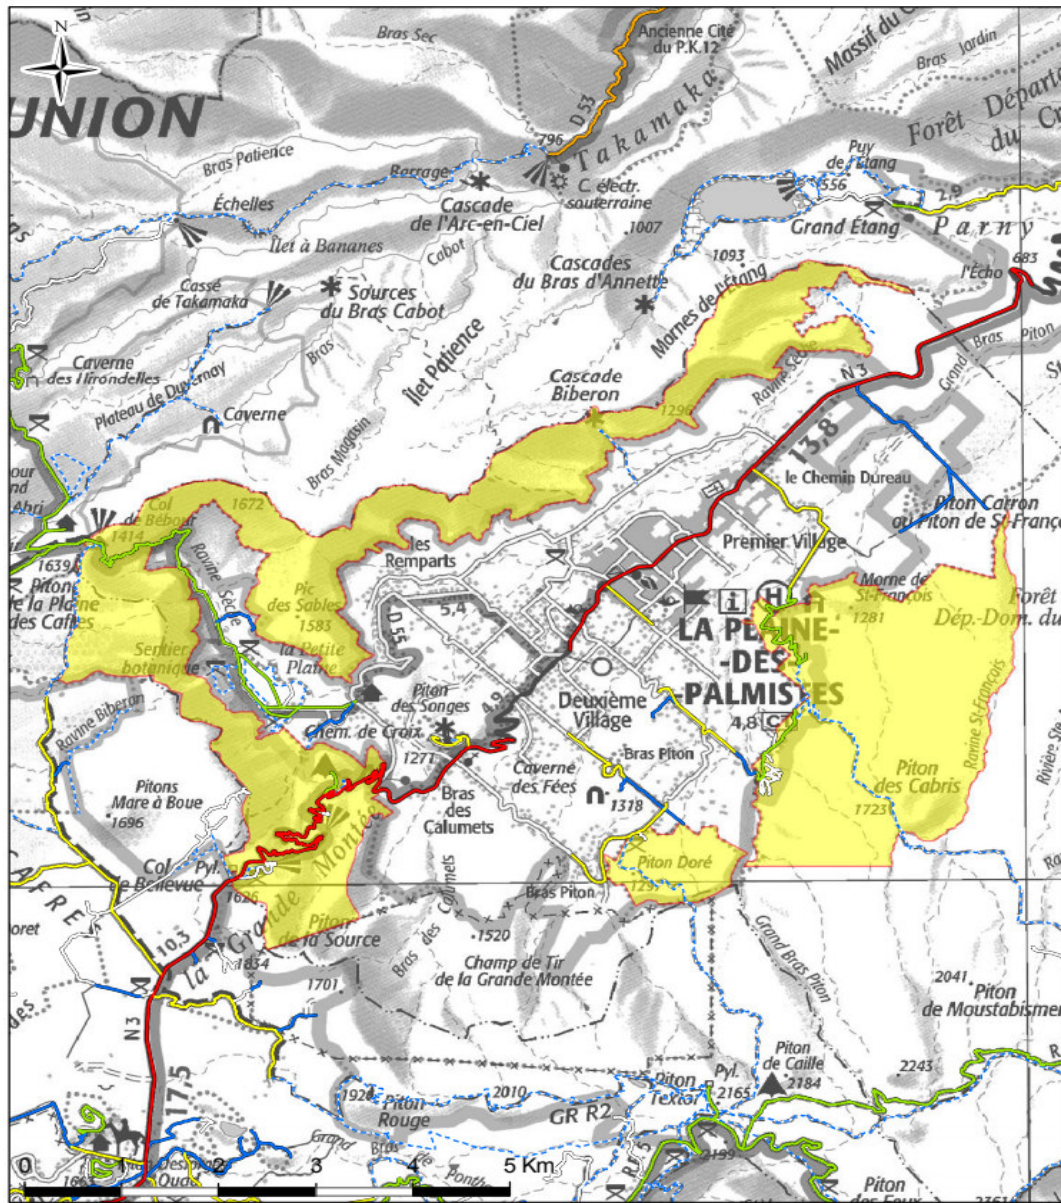 N
Ancienne Cité
du P.K.12
Bras Sec
Massif du
Bras Jardin
UNION
D 53
Takamaka
796
Forêt Départ
du
Bras Patience
Barrage
C. électr.
souterraine
Puy
de l'Étang
556
2,9
Échelles
Cascade
de l'Arc-en-Ciel
1007
Grand Étang
Parny
Îlet à Bananes
Cabot
1093
683
l'Écho
Cassé
de Takamaka
Sources
du Bras Cabot
Cascades
du Bras d'Annette
Mornes de l'Étang
Bras
Îlet Patience
Grand
Bras Piton
Caverne
des Hirondelles
Ravine Sèche
N 3
Plateau de Duvernay
Cascade
Biberon
1296
Caverne
Bras Magasin
13,8
le Chemin Dureau
Abri
Col
de Bébour
1414
1672
Piton Carron
ou Piton de St-Franço
les
Remparts
Premier Village
1639
Piton
de la Plaine
des Cafres
Ravine
Sèche
Pic
des Sables
1583
D 55
5,4
H
i
LA PLAINE-
-DES-
-PALMISTES
Morne de
St-François
1281
Forêt
Dép.-Dom. du
Sentier
botanique
la Petite
Plaine
Piton
des Songes
4,9
Deuxième
Village
4,8
Ravine St-François
Ravine Biberon
Chem. de Croix
1271
Bras Piton
Caverne
des Fées
1318
Piton
des Cabris
1723
Pitons
Mare à Boue
1696
Bras
des
Calumets
Col
de Bellevue
Pyl.
1626
Piton Doré
Bras Piton
la Grande Montée
10,3
Piton
de la Source
1834
1701
Bras
des
Calumets
1520
Champ de Tir
de la Grande Montée
Grand Bras Piton
2041
Piton
de Moustabisme
N 3
17,5
Piton
de Caille
2184
2243
Pyl.
2165
Piton
Textor
2010
Piton
Rouge
GR R2
Grand
Bras
2199
0
1
2
3
4
5 Km